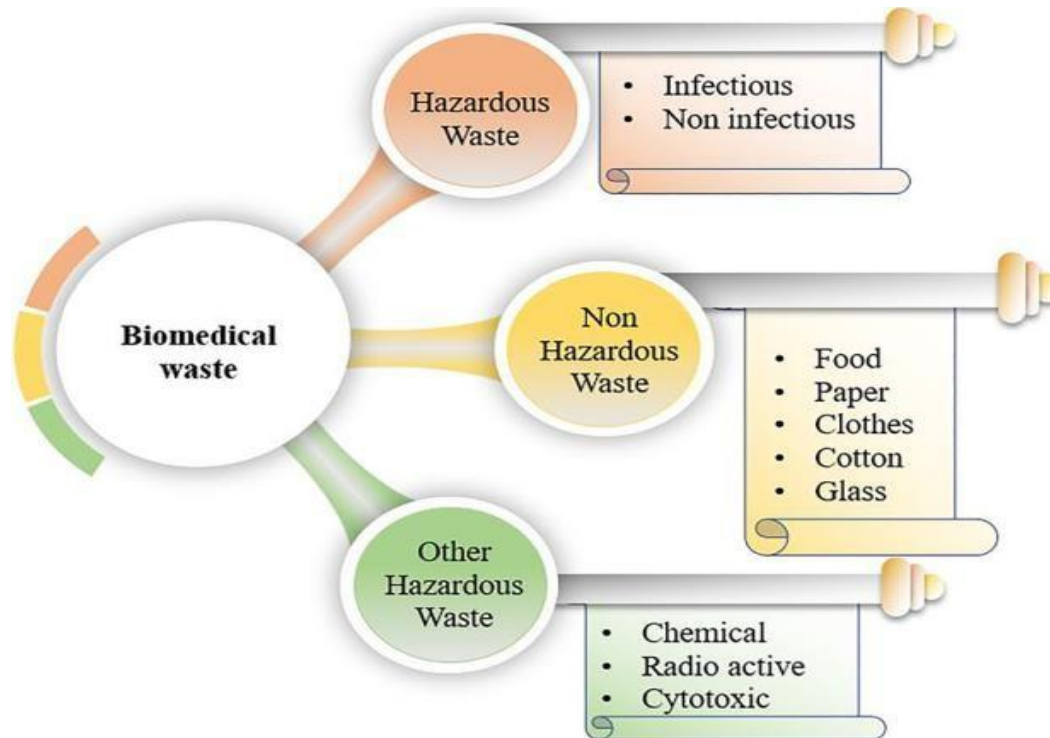 Biomedical
waste
Hazardous
Waste
• Infectious
• Non infectious
Non
Hazardous
Waste
• Food
• Paper
• Clothes
• Cotton
• Glass
Other
Hazardous
Waste
• Chemical
• Radio active
• Cytotoxic